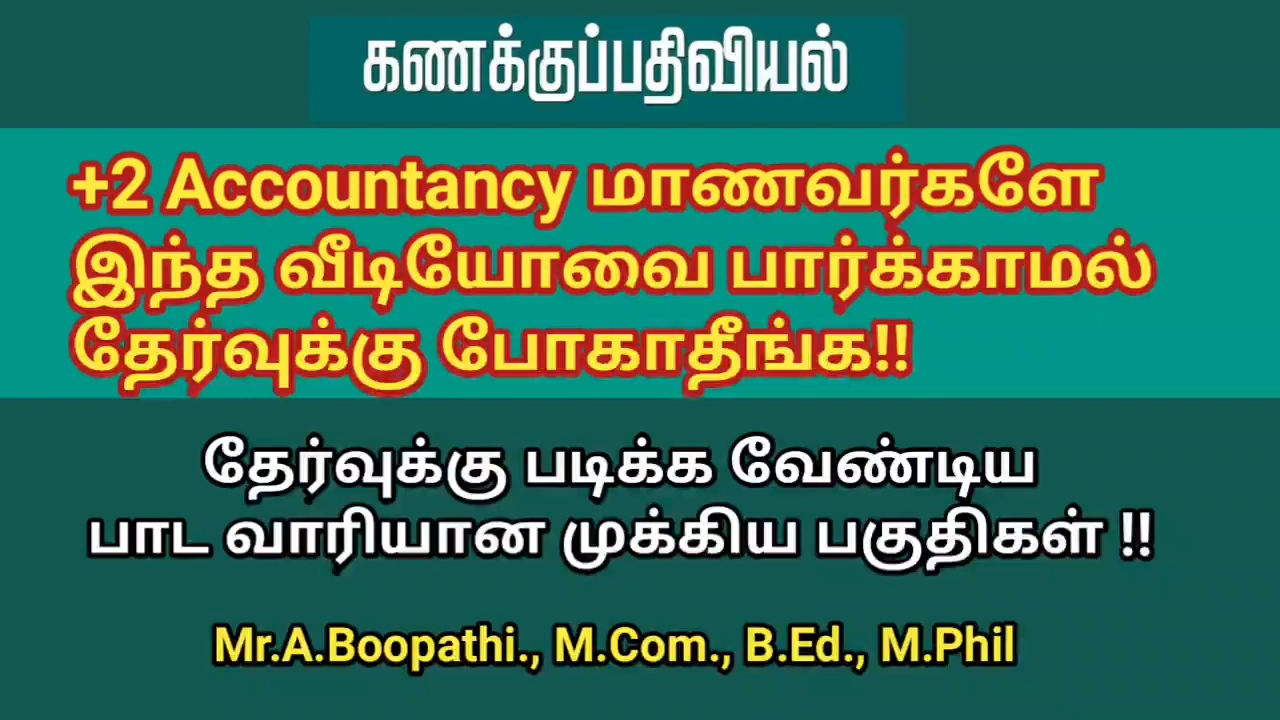 கணக்குப்பதிவியல்
+2 Accountancy மாணவர்களே
இந்த வீடியோவை பார்க்காமல்
தேர்வுக்கு போகாதீங்க!!
தேர்வுக்கு படிக்க வேண்டிய
பாட வாரியான முக்கிய பகுதிகள் !!
Mr.A.Boopathi., M.Com., B.Ed., M.Phil